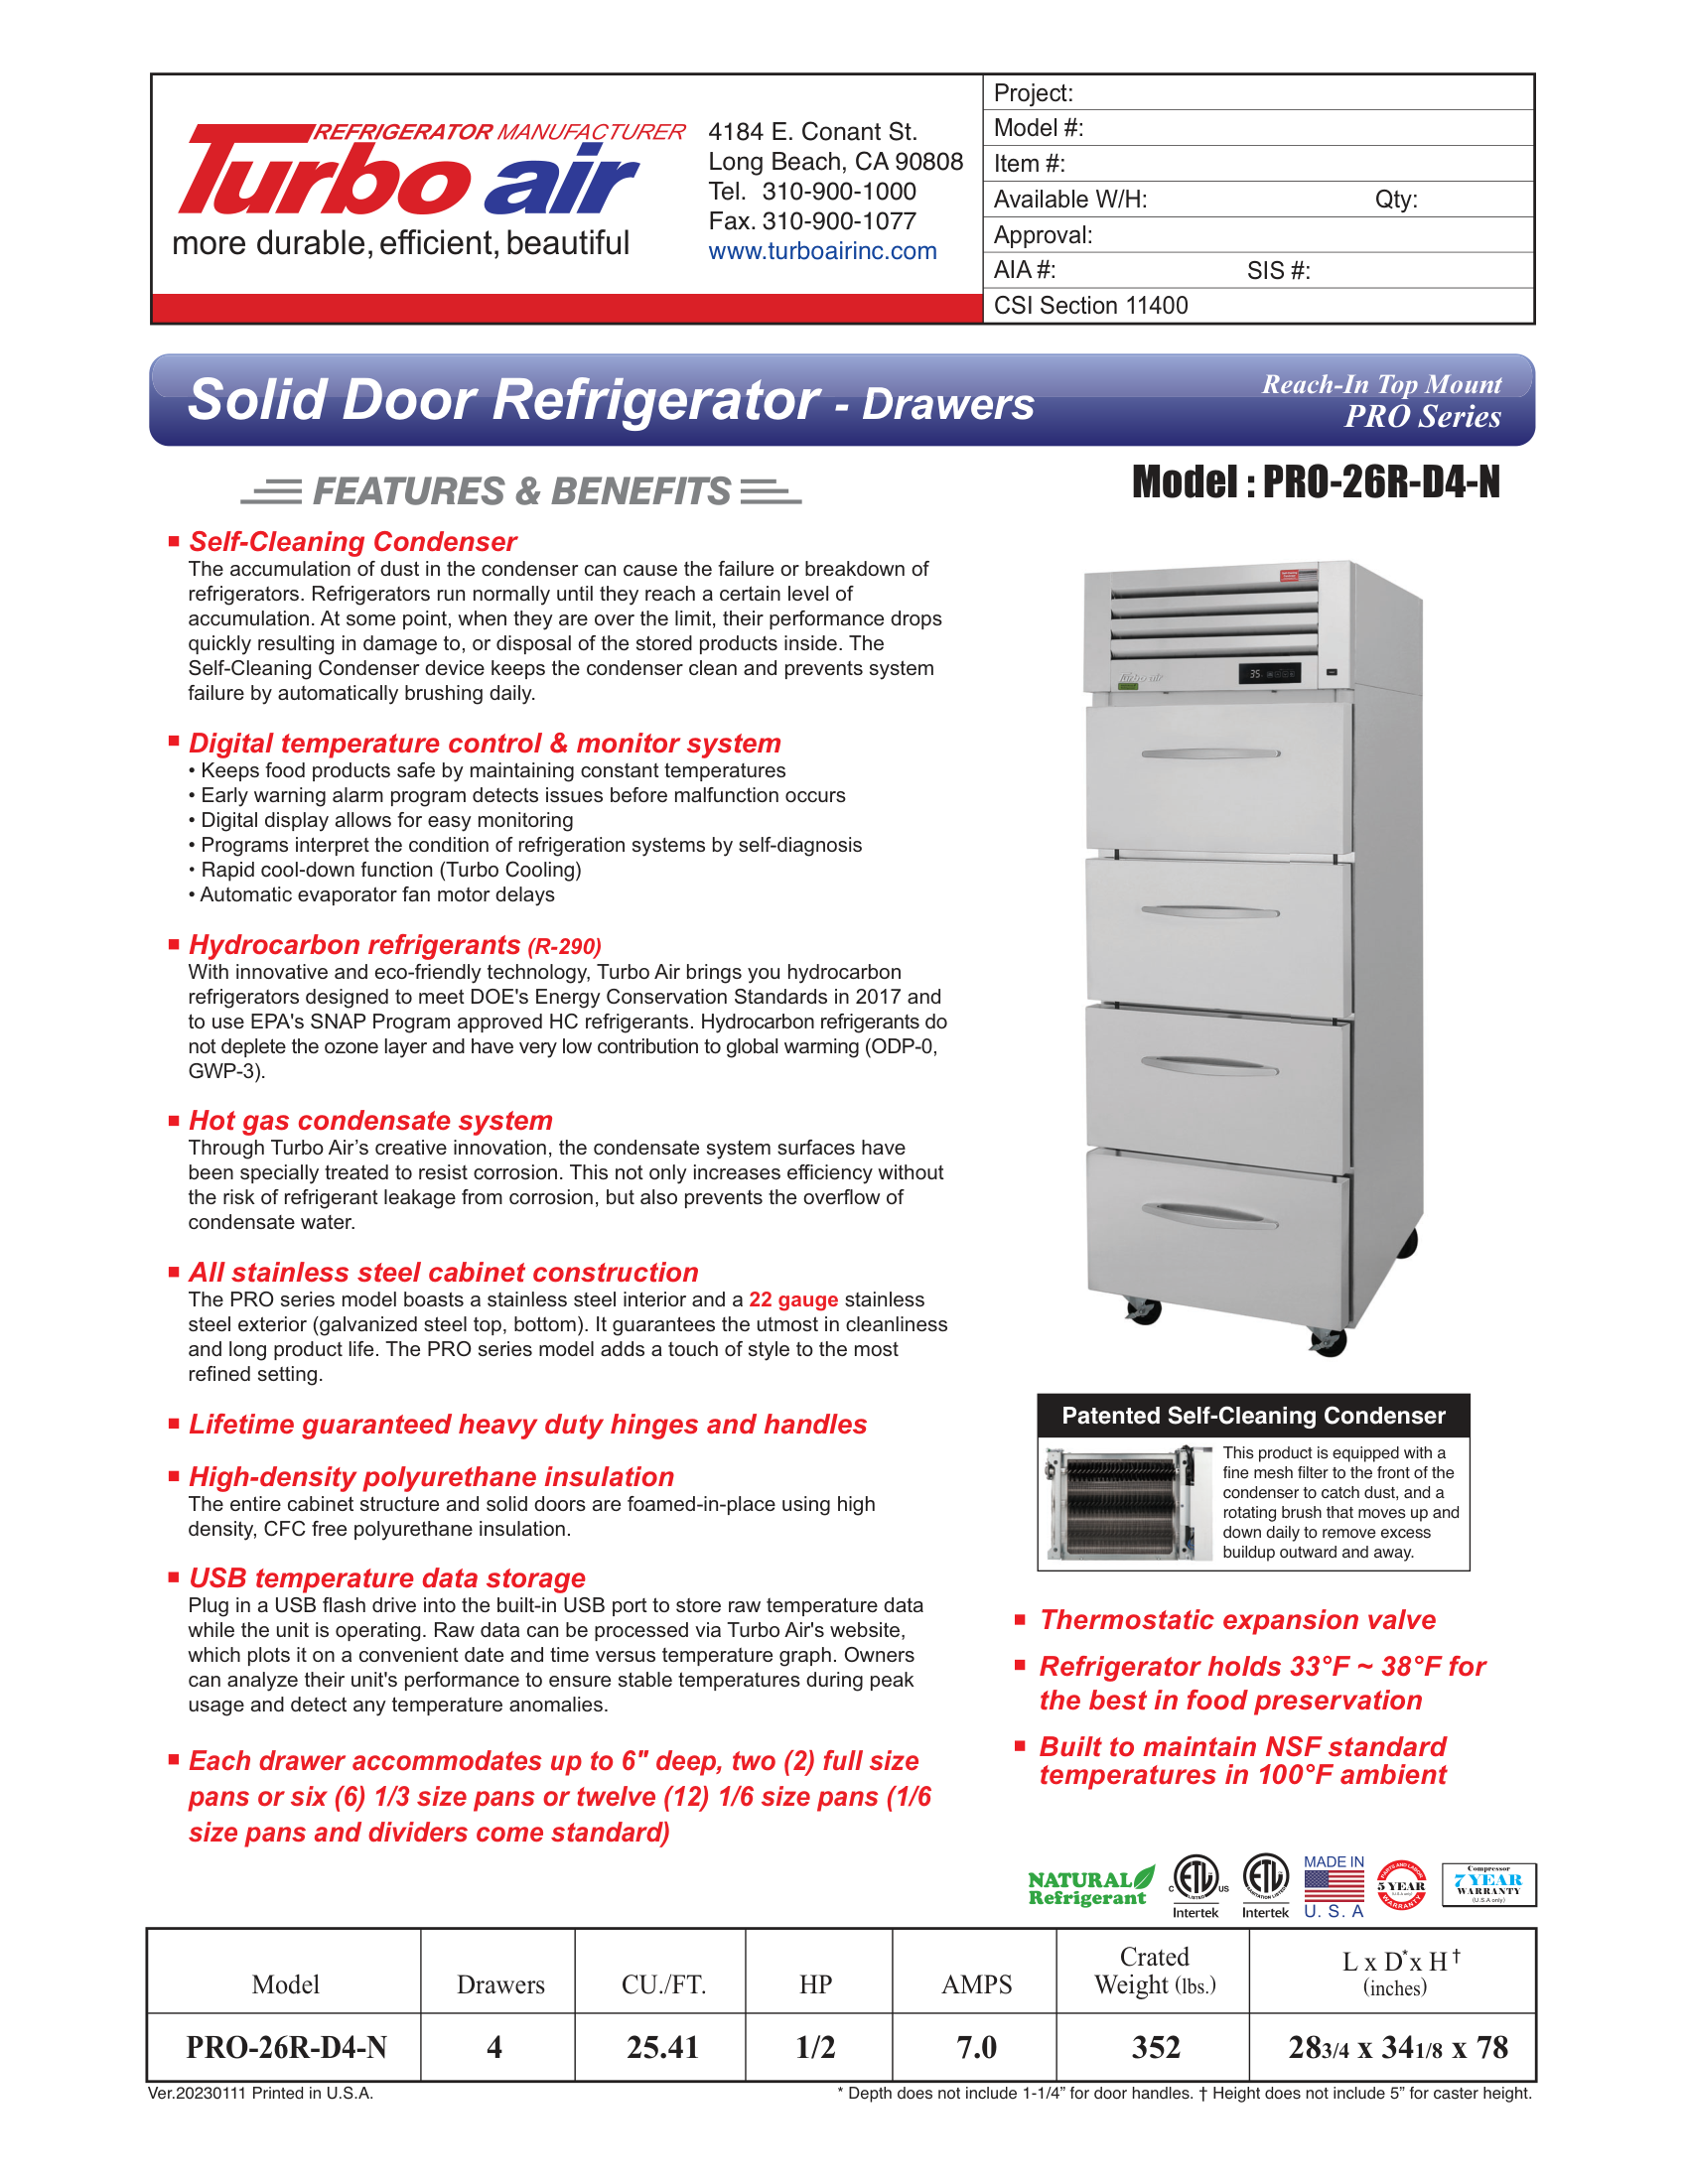 REFRIGERATOR MANUFACTURER
Turbo air
more durable, efficient, beautiful
4184 E. Conant St.
Long Beach, CA 90808
Tel. 310-900-1000
Fax. 310-900-1077
www.turboairinc.com
Project:
Model #:
Item #:
Available W/H: Qty:
Approval:
AIA #: SIS #:
CSI Section 11400
Solid Door Refrigerator - Drawers
Reach-In Top Mount
PRO Series
FEATURES & BENEFITS
Model : PRO-26R-D4-N
Self-Cleaning Condenser
The accumulation of dust in the condenser can cause the failure or breakdown of
refrigerators. Refrigerators run normally until they reach a certain level of
accumulation. At some point, when they are over the limit, their performance drops
quickly resulting in damage to, or disposal of the stored products inside. The
Self-Cleaning Condenser device keeps the condenser clean and prevents system
failure by automatically brushing daily.
Digital temperature control & monitor system
• Keeps food products safe by maintaining constant temperatures
• Early warning alarm program detects issues before malfunction occurs
• Digital display allows for easy monitoring
• Programs interpret the condition of refrigeration systems by self-diagnosis
• Rapid cool-down function (Turbo Cooling)
• Automatic evaporator fan motor delays
Hydrocarbon refrigerants (R-290)
With innovative and eco-friendly technology, Turbo Air brings you hydrocarbon
refrigerators designed to meet DOE's Energy Conservation Standards in 2017 and
to use EPA's SNAP Program approved HC refrigerants. Hydrocarbon refrigerants do
not deplete the ozone layer and have very low contribution to global warming (ODP-0,
GWP-3).
Hot gas condensate system
Through Turbo Air’s creative innovation, the condensate system surfaces have
been specially treated to resist corrosion. This not only increases efficiency without
the risk of refrigerant leakage from corrosion, but also prevents the overflow of
condensate water.
All stainless steel cabinet construction
The PRO series model boasts a stainless steel interior and a 22 gauge stainless
steel exterior (galvanized steel top, bottom). It guarantees the utmost in cleanliness
and long product life. The PRO series model adds a touch of style to the most
refined setting.
Lifetime guaranteed heavy duty hinges and handles
High-density polyurethane insulation
The entire cabinet structure and solid doors are foamed-in-place using high
density, CFC free polyurethane insulation.
USB temperature data storage
Plug in a USB flash drive into the built-in USB port to store raw temperature data
while the unit is operating. Raw data can be processed via Turbo Air's website,
which plots it on a convenient date and time versus temperature graph. Owners
can analyze their unit's performance to ensure stable temperatures during peak
usage and detect any temperature anomalies.
Each drawer accommodates up to 6" deep, two (2) full size
pans or six (6) 1/3 size pans or twelve (12) 1/6 size pans (1/6
size pans and dividers come standard)
Turbo air
35
Patented Self-Cleaning Condenser
This product is equipped with a
fine mesh filter to the front of the
condenser to catch dust, and a
rotating brush that moves up and
down daily to remove excess
buildup outward and away.
Thermostatic expansion valve
Refrigerator holds 33°F ~ 38°F for
the best in food preservation
Built to maintain NSF standard
temperatures in 100°F ambient
NATURAL
Refrigerant
C ETL US
LISTED
Intertek
ETL
SANITATION LISTED
Intertek
MADE IN
U. S. A
PARTS AND LABOR
5 YEAR
(U.S.A only)
WARRANTY
Compressor
7 YEAR
WARRANTY
(U.S.A only)
Model Drawers CU./FT. HP AMPS Crated Weight (lbs.) L x D* x H† (inches)
PRO-26R-D4-N 4 25.41 1/2 7.0 352 283/4 x 341/8 x 78
Ver.20230111 Printed in U.S.A.
* Depth does not include 1-1/4” for door handles. † Height does not include 5” for caster height.